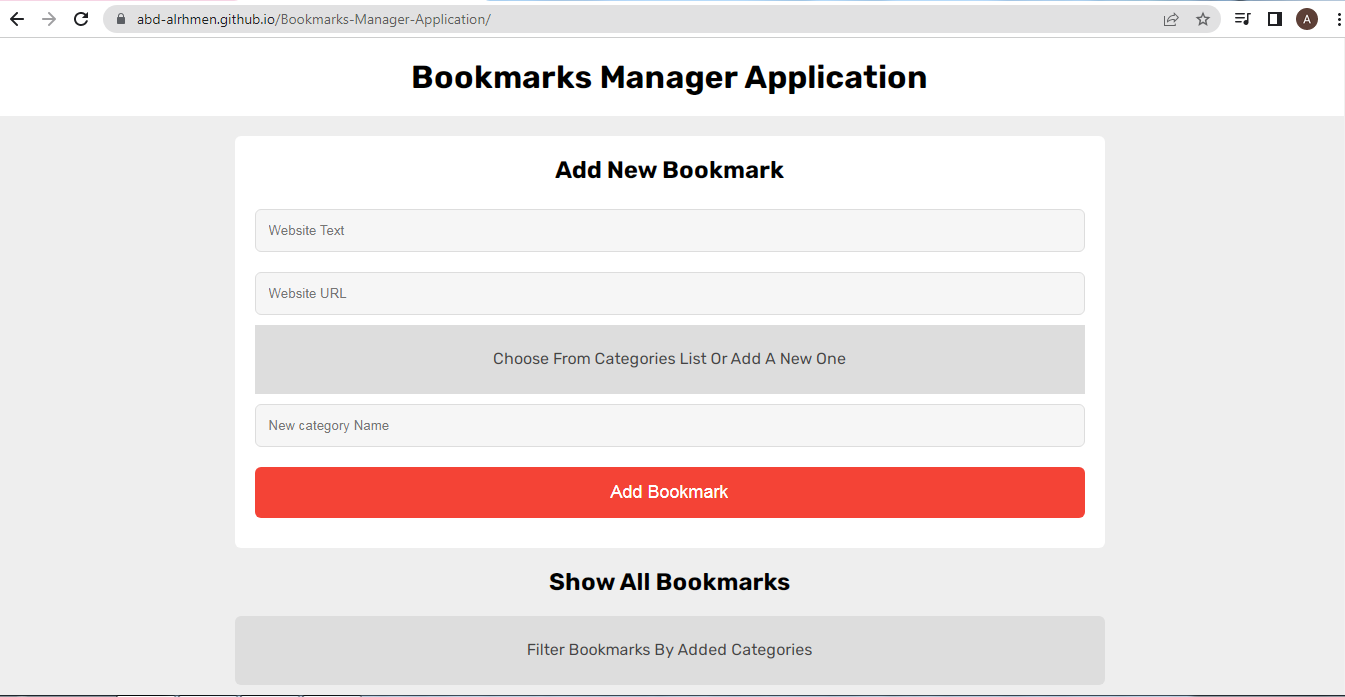 abd-alrhmen.github.io/Bookmarks-Manager-Application/
A
Bookmarks Manager Application
Add New Bookmark
Website Text
Website URL
Choose From Categories List Or Add A New One
New category Name
Add Bookmark
Show All Bookmarks
Filter Bookmarks By Added Categories